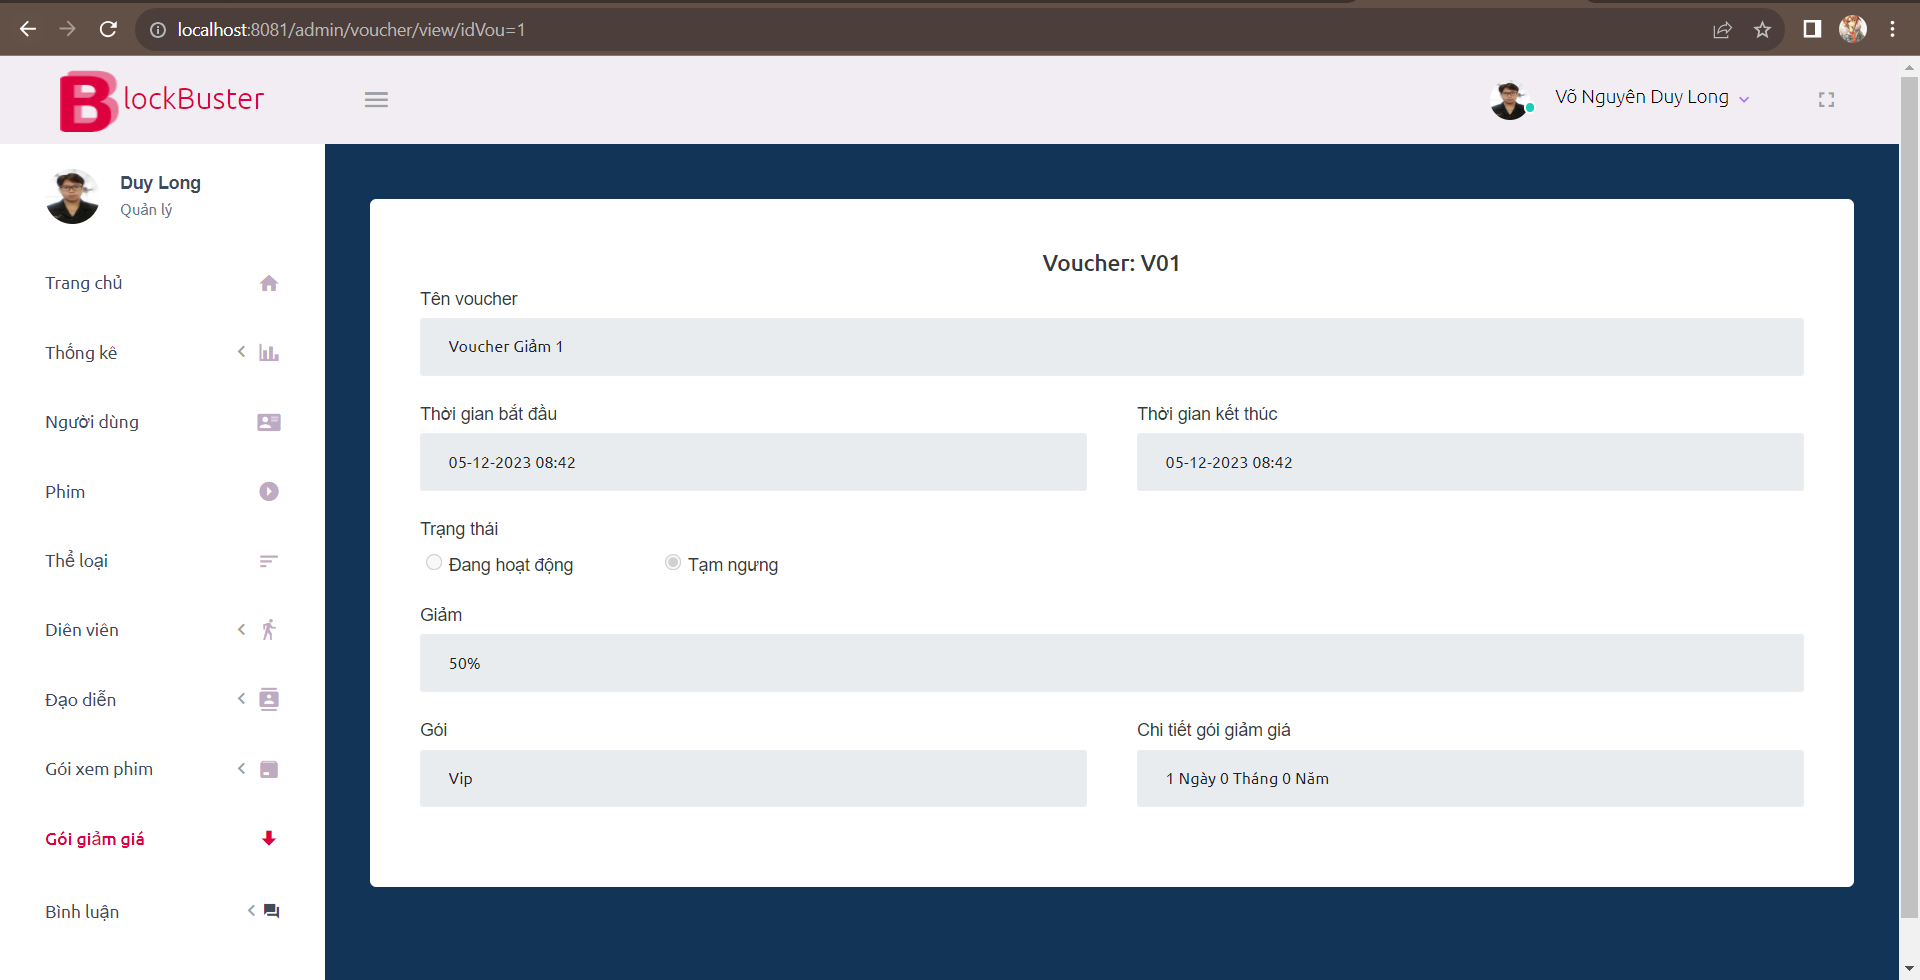 localhost:8081/admin/voucher/view/idVou=1
BlockBuster
Võ Nguyên Duy Long
Duy Long
Quản lý
Trang chủ
Thống kê
Người dùng
Phim
Thể loại
Diên viên
Đạo diễn
Gói xem phim
Gói giảm giá
Bình luận
Voucher: V01
Tên voucher
Voucher Giảm 1
Thời gian bắt đầu
Thời gian kết thúc
05-12-2023 08:42
05-12-2023 08:42
Trạng thái
Đang hoạt động
Tạm ngưng
Giảm
50%
Gói
Chi tiết gói giảm giá
Vip
1 Ngày 0 Tháng 0 Năm